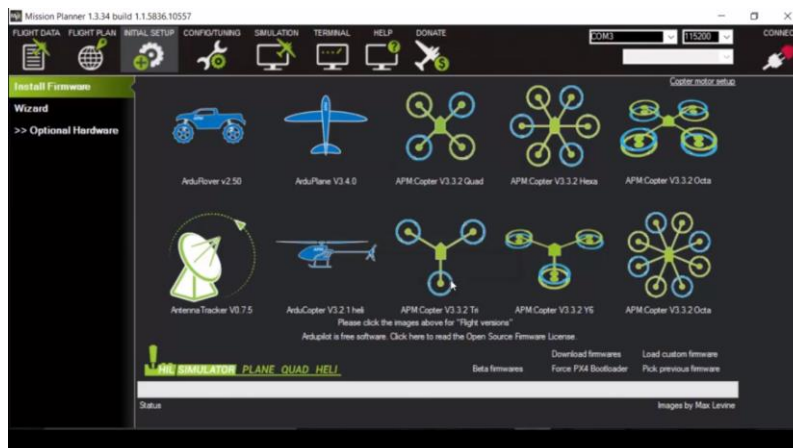 Mission Planner 1.3.34 build 1.1.5836.10557
FLIGHT DATA FLIGHT PLAN INITIAL SETUP CONFIG/TUNING SIMULATION TERMINAL HELP DONATE
COM3 115200 CONNEC
Install Firmware
Copter motor setup
Wizard
>> Optional Hardware
ArduRover v2.50 ArduPlane V3.4.0 APM:Copter V3.3.2 Quad APM:Copter V3.3.2 Hexa APM:Copter V3.3.2 Octa
AntennaTracker V0.7.5 ArduCopter V3.2.1 heli APM:Copter V3.3.2 Tri APM:Copter V3.3.2 Y6 APM:Copter V3.3.2 Octa
Please click the images above for "Flight versions"
Ardupilot is free software. Click here to read the Open Source Firmware License.
Download firmwares Load custom firmware
HIL SIMULATOR PLANE QUAD HELI Beta firmwares Force PX4 Bootloader Pick previous firmware
Status Images by Max Levine